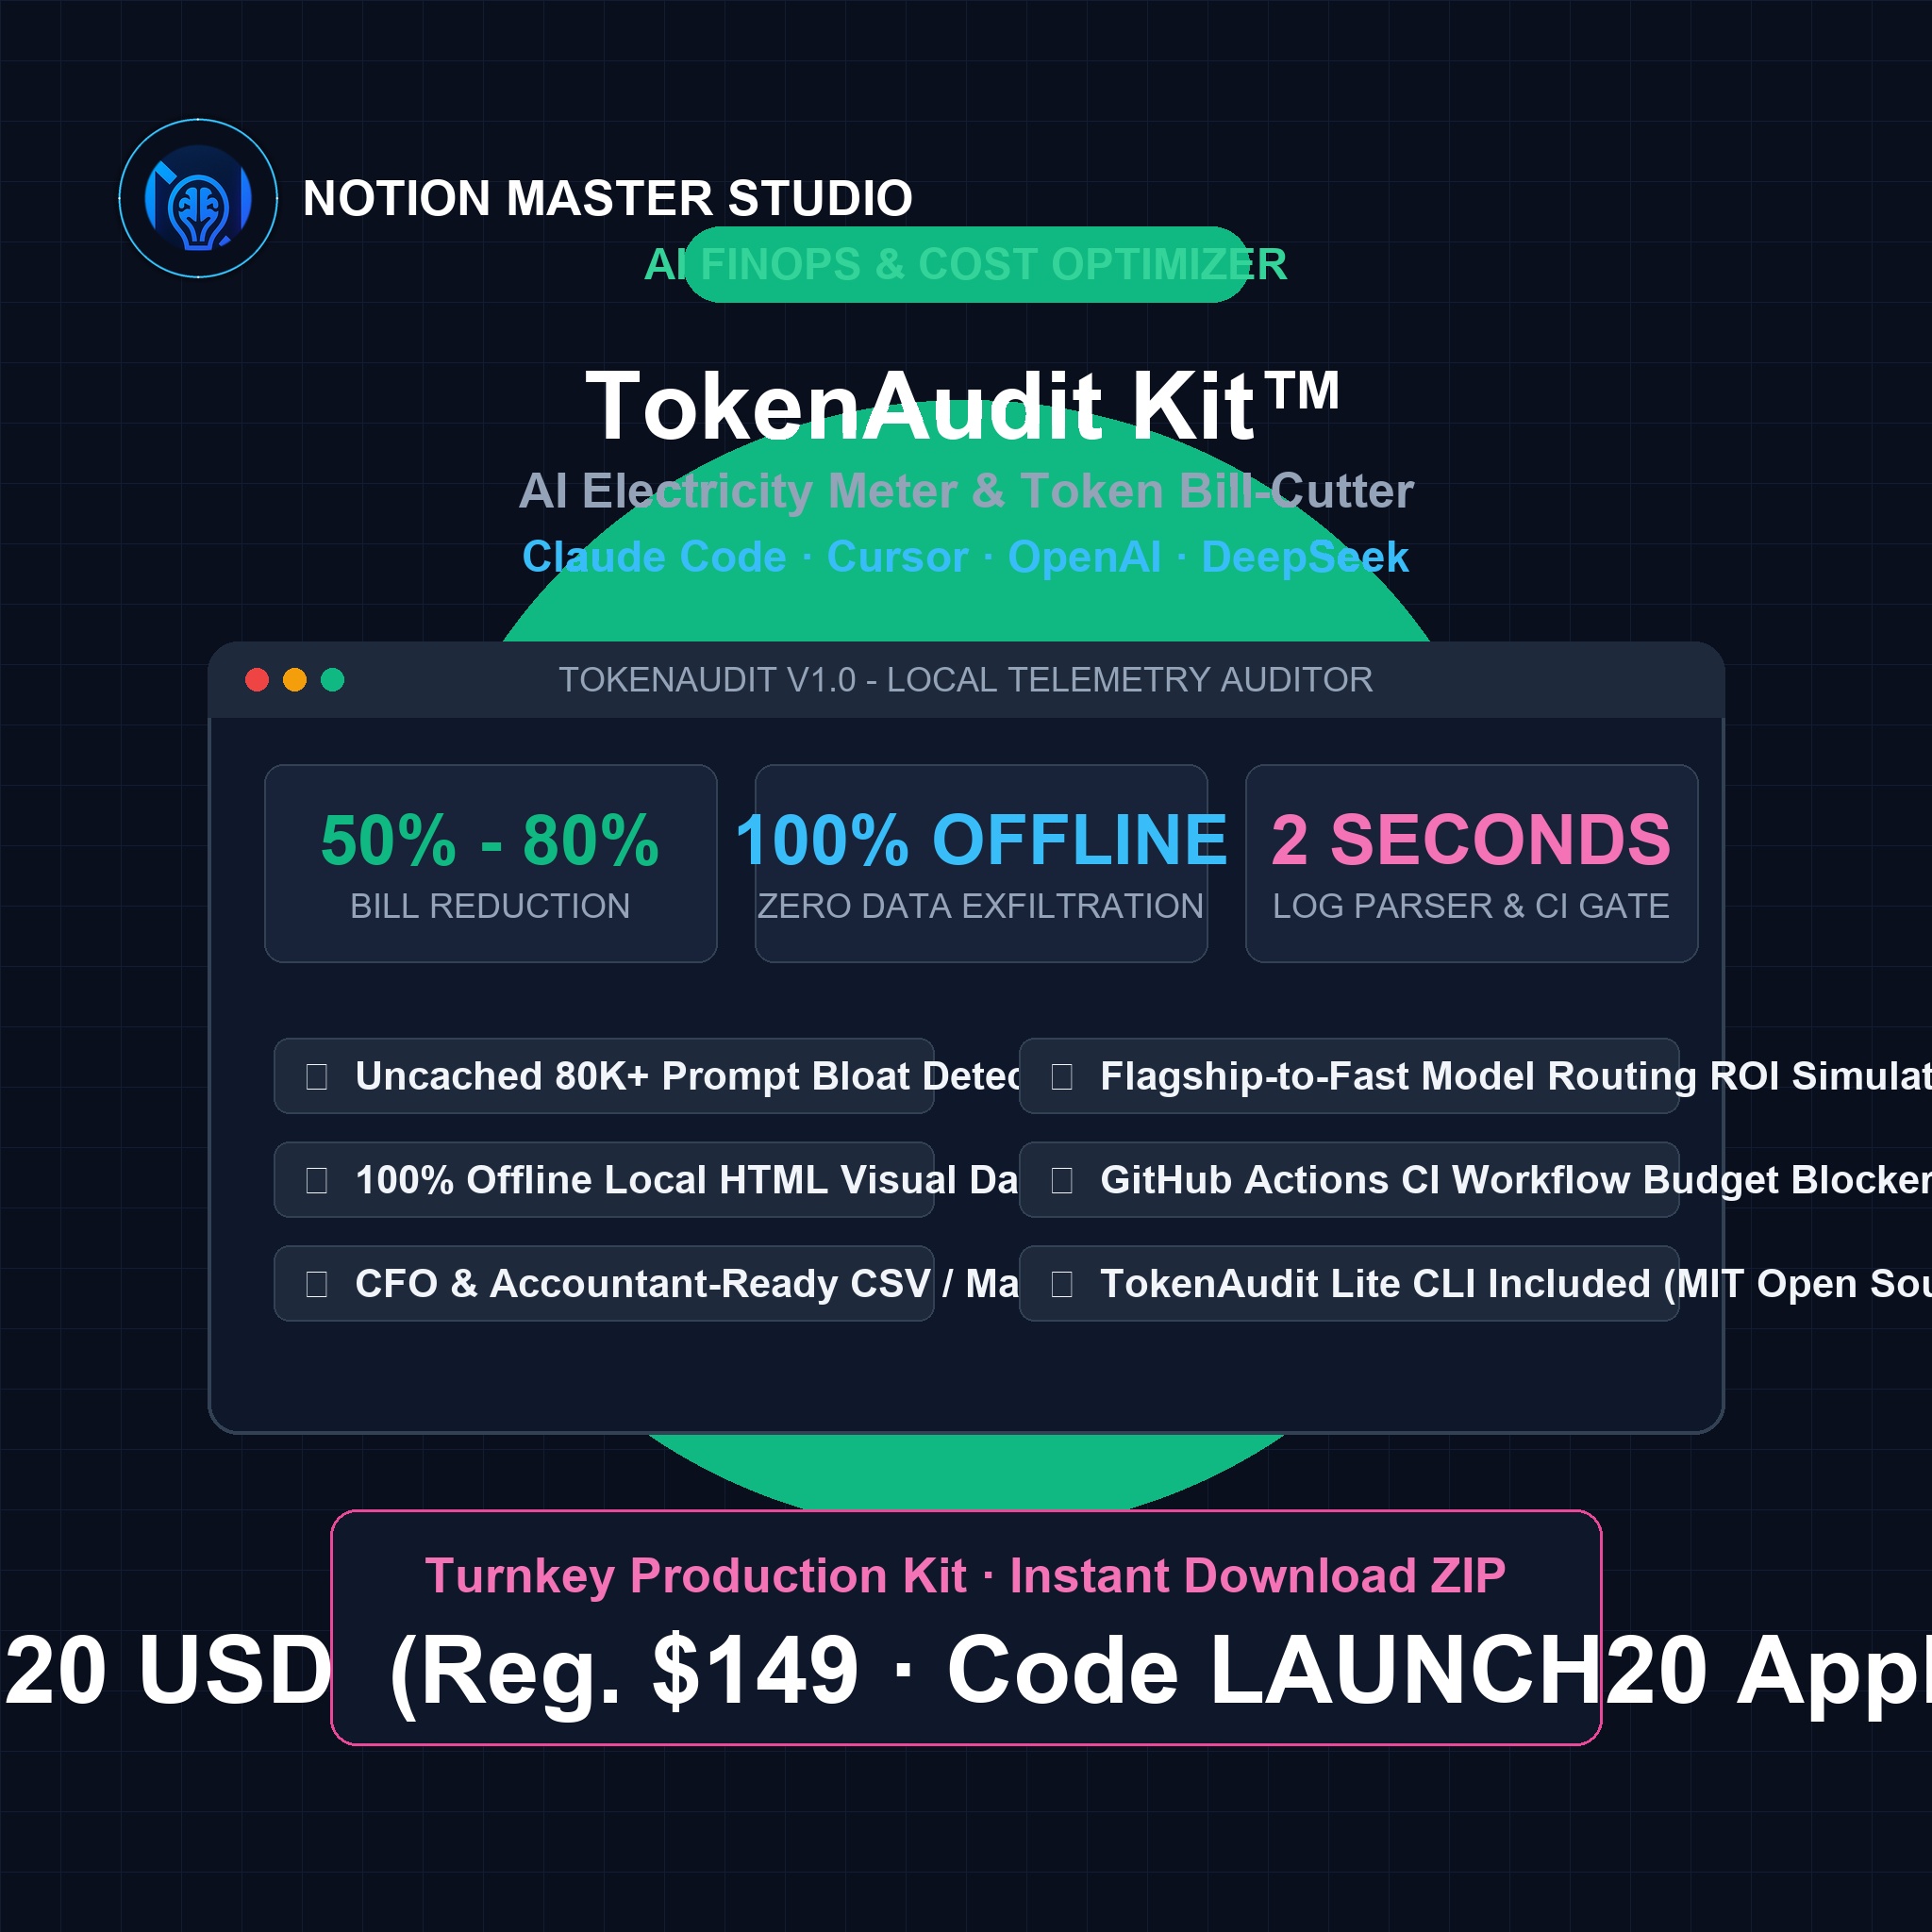 NOTION MASTER STUDIO
AI FINOPS & COST OPTIMIZER
TokenAudit Kit™
AI Electricity Meter & Token Bill-Cutter
Claude Code · Cursor · OpenAI · DeepSeek
TOKENAUDIT V1.0 - LOCAL TELEMETRY AUDITOR
50% - 80%
BILL REDUCTION
100% OFFLINE
ZERO DATA EXFILTRATION
2 SECONDS
LOG PARSER & CI GATE
Uncached 80K+ Prompt Bloat Detec
Flagship-to-Fast Model Routing ROI Simulat
100% Offline Local HTML Visual Da
GitHub Actions CI Workflow Budget Blocker
CFO & Accountant-Ready CSV / Ma
TokenAudit Lite CLI Included (MIT Open Sou
Turnkey Production Kit · Instant Download ZIP
20 USD (Reg. $149 · Code LAUNCH20 Appl